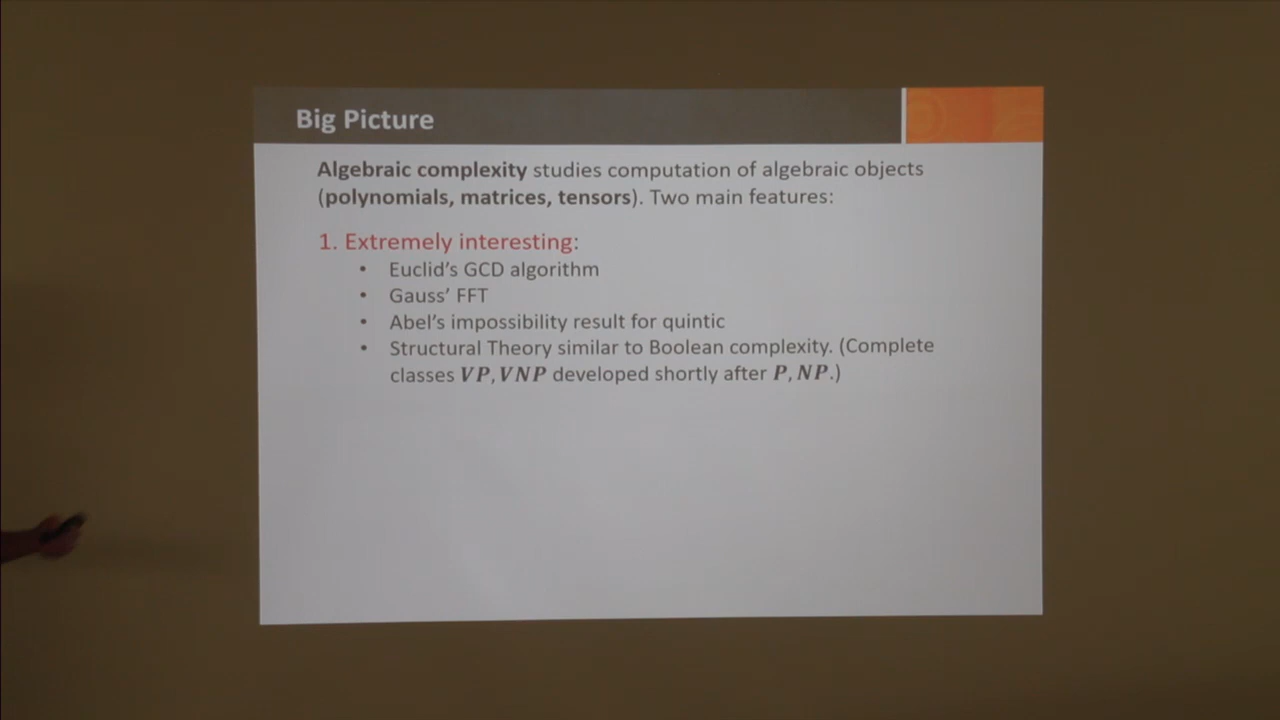 Big Picture
Algebraic complexity studies computation of algebraic objects
(polynomials, matrices, tensors). Two main features:
1. Extremely interesting:
• Euclid's GCD algorithm
• Gauss' FFT
• Abel's impossibility result for quintic
• Structural Theory similar to Boolean complexity. (Complete
classes VP, VNP developed shortly after P, NP.)